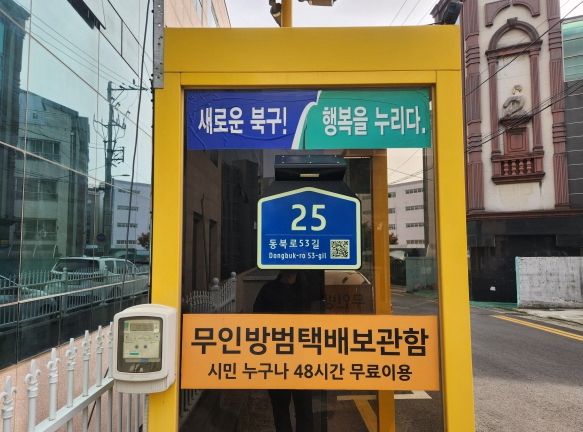 새로운 북구! 행복을 누리다.
25
동북로53길
Dongbuk-ro 53-gil
무인방범택배보관함
시민 누구나 48시간 무료이용